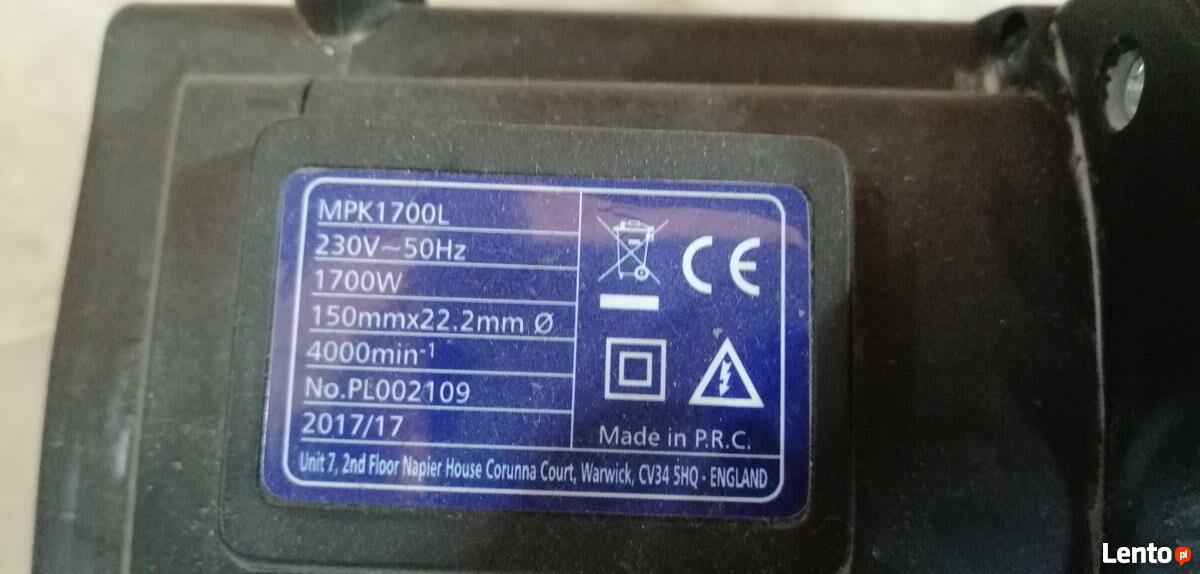 MPK1700L
230V~50Hz
1700W
150mmx22.2mm Ø
4000min-1
No.PL002109
2017/17
CE
Made in P.R.C.
Unit 7, 2nd Floor Napier House Corunna Court, Warwick, CV34 5HQ - ENGLAND
Lento pl